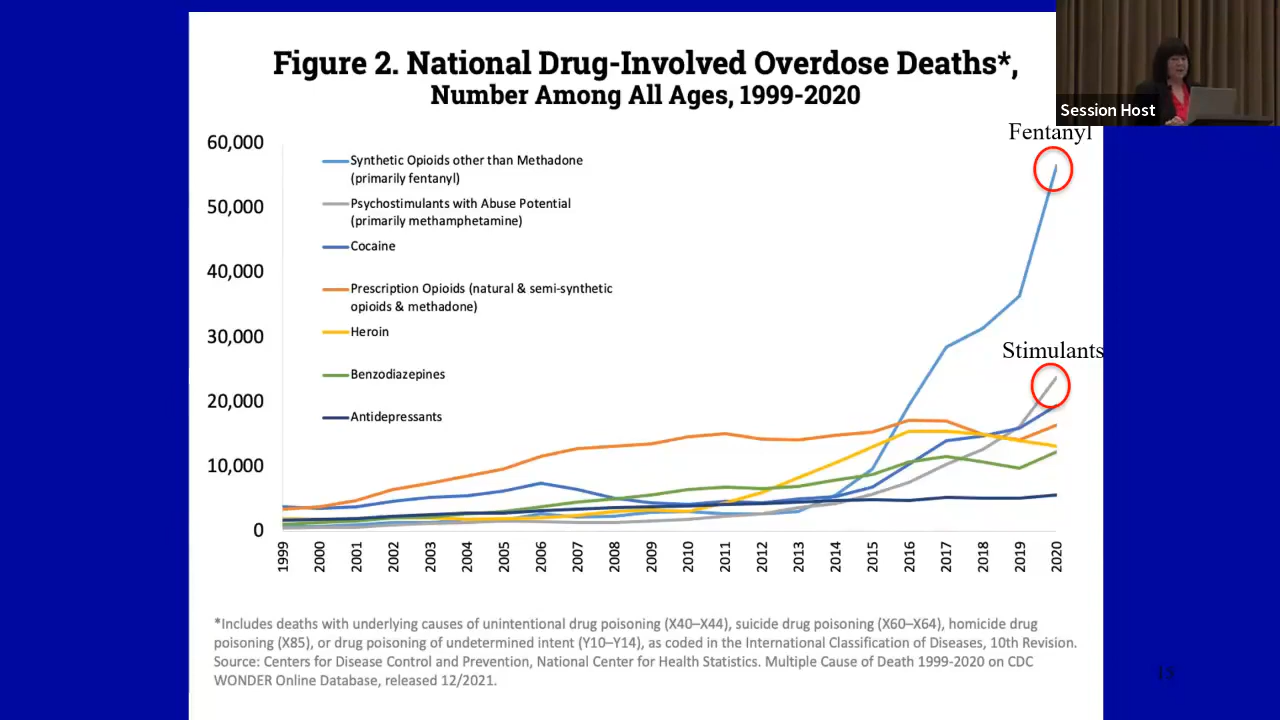 Figure 2. National Drug-Involved Overdose Deaths*,
Number Among All Ages, 1999-2020
Session Host
Fentanyl
60,000
50,000
40,000
30,000
20,000
10,000
0
Synthetic Opioids other than Methadone
(primarily fentanyl)
Psychostimulants with Abuse Potential
(primarily methamphetamine)
Cocaine
Prescription Opioids (natural & semi-synthetic
opioids & methadone)
Heroin
Benzodiazepines
Antidepressants
Stimulants
1999
2000
2001
2002
2003
2004
2005
2006
2007
2008
2009
2010
2011
2012
2013
2014
2015
2016
2017
2018
2019
2020
*Includes deaths with underlying causes of unintentional drug poisoning (X40–X44), suicide drug poisoning (X60–X64), homicide drug
poisoning (X85), or drug poisoning of undetermined intent (Y10–Y14), as coded in the International Classification of Diseases, 10th Revision.
Source: Centers for Disease Control and Prevention, National Center for Health Statistics. Multiple Cause of Death 1999-2020 on CDC
WONDER Online Database, released 12/2021.